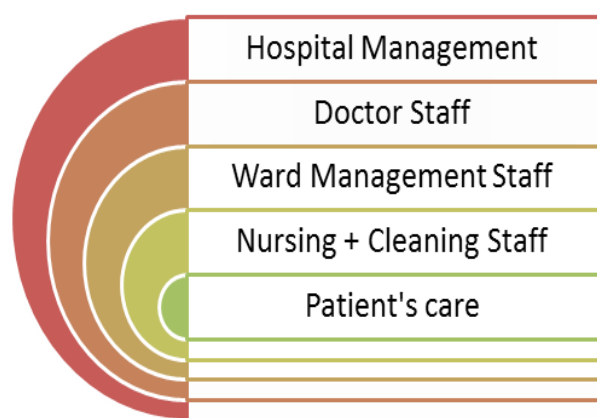 Hospital Management
Doctor Staff
Ward Management Staff
Nursing + Cleaning Staff
Patient's care